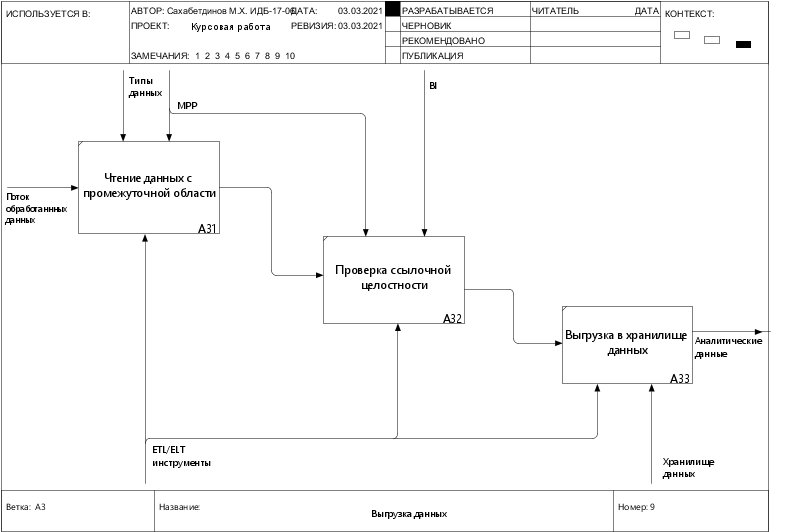 ИСПОЛЬЗУЕТСЯ В:
АВТОР: Сахабетдинов М.Х. ИДБ-17-06
ДАТА: 03.03.2021
РАЗРАБАТЫВАЕТСЯ
ЧИТАТЕЛЬ
ДАТА
КОНТЕКСТ:
ПРОЕКТ: Курсовая работа
РЕВИЗИЯ: 03.03.2021
ЧЕРНОВИК
РЕКОМЕНДОВАНО
ЗАМЕЧАНИЯ: 1 2 3 4 5 6 7 8 9 10
ПУБЛИКАЦИЯ
Типы
данных
MPP
BI
Чтение данных с
промежуточной области
A31
Поток
обработаннных
данных
Проверка ссылочной
целостности
A32
Выгрузка в хранилище
данных
A33
Аналитические
данные
ETL/ELT
инструменты
Хранилище
данных
Ветка: A3
Название:
Выгрузка данных
Номер: 9